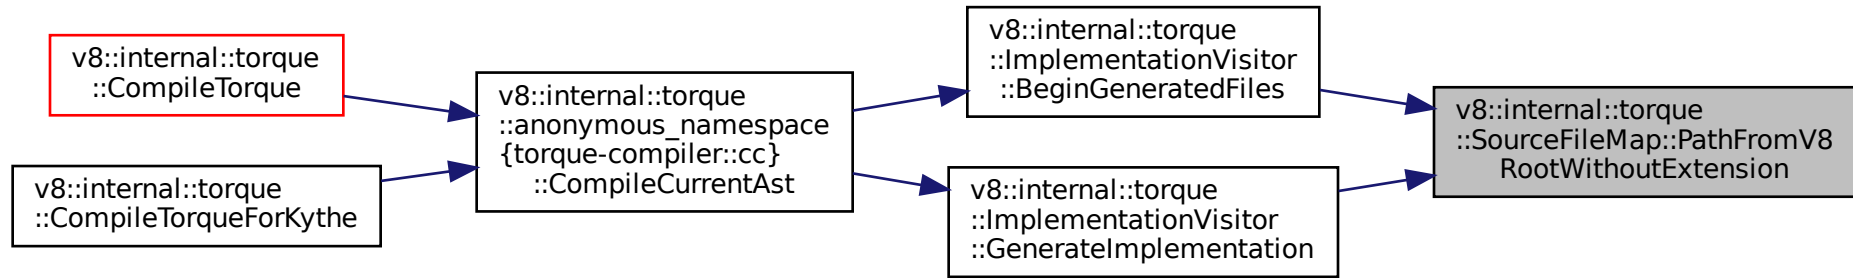 v8::internal::torque
::CompileTorque
v8::internal::torque
::CompileTorqueForKythe
v8::internal::torque
::anonymous_namespace
{torque-compiler::cc}
::CompileCurrentAst
v8::internal::torque
::ImplementationVisitor
::BeginGeneratedFiles
v8::internal::torque
::ImplementationVisitor
::GenerateImplementation
v8::internal::torque
::SourceFileMap::PathFromV8
RootWithoutExtension